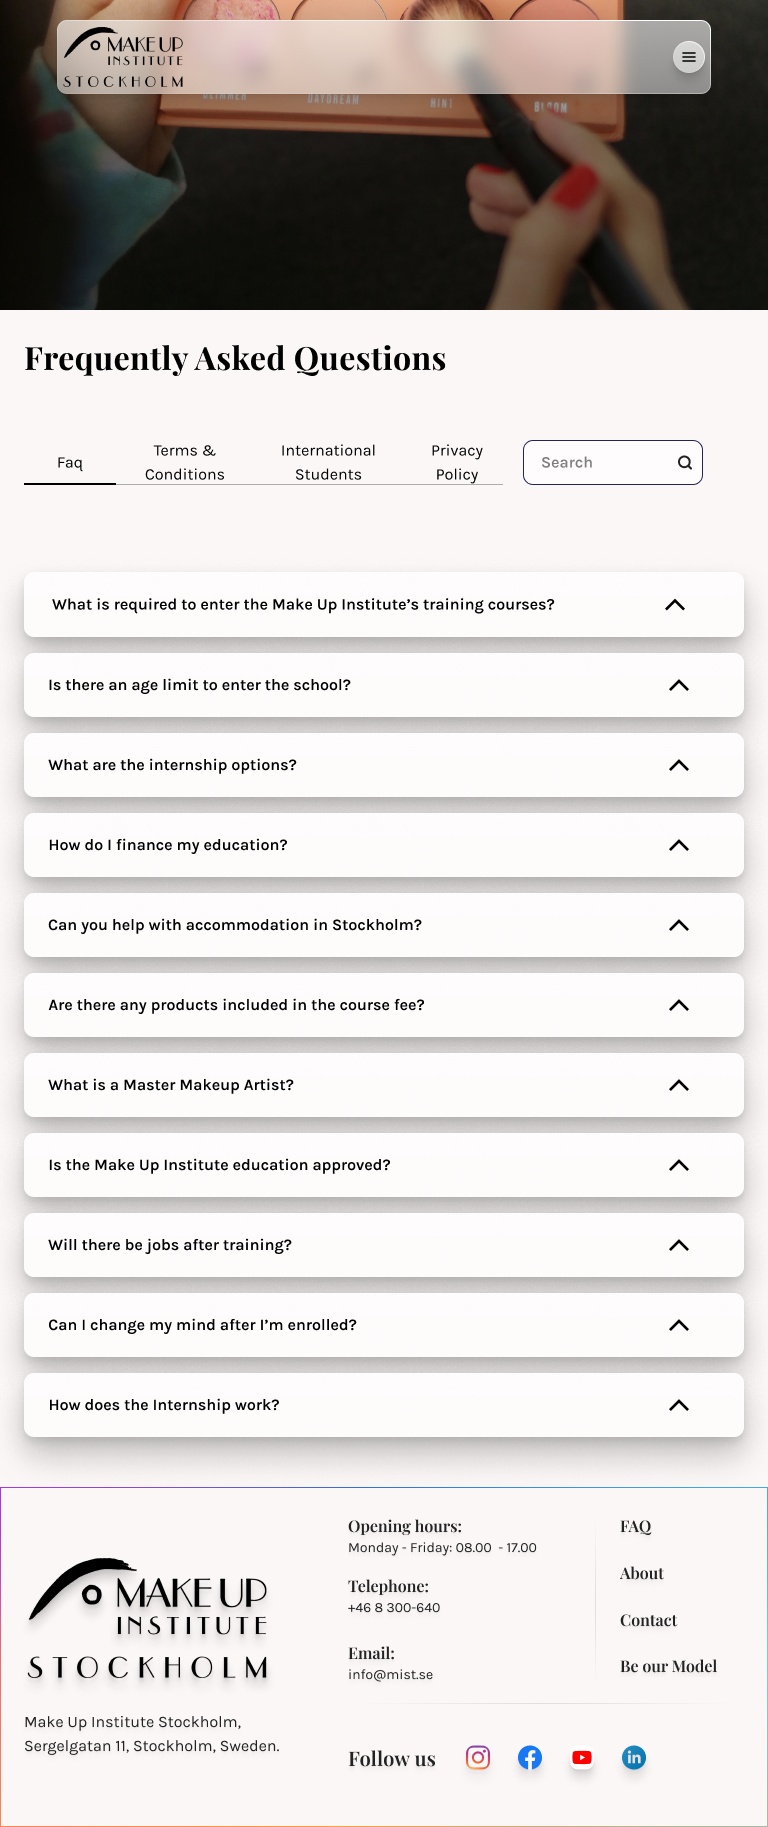 MAKE UP
INSTITUTE
STOCKHOLM
GLIMMER
DAYDREAM
MINI
BLOOM
Frequently Asked Questions
Faq
Terms &
Conditions
International
Students
Privacy
Policy
Search
What is required to enter the Make Up Institute’s training courses?
Is there an age limit to enter the school?
What are the internship options?
How do I finance my education?
Can you help with accommodation in Stockholm?
Are there any products included in the course fee?
What is a Master Makeup Artist?
Is the Make Up Institute education approved?
Will there be jobs after training?
Can I change my mind after I’m enrolled?
How does the Internship work?
MAKE UP
INSTITUTE
STOCKHOLM
Make Up Institute Stockholm,
Sergelgatan 11, Stockholm, Sweden.
Opening hours:
Monday - Friday: 08.00 - 17.00
Telephone:
+46 8 300-640
Email:
info@mist.se
FAQ
About
Contact
Be our Model
Follow us
in